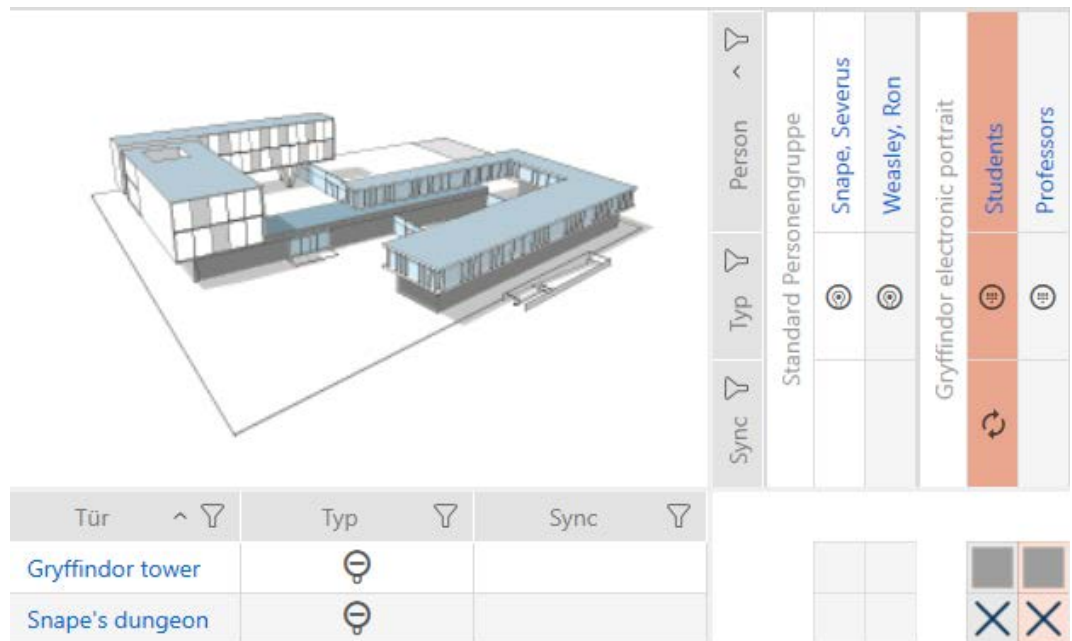 Person
Typ
Sync
Standard Personengruppe
Snape, Severus
Weasley, Ron
Gryffindor electronic portrait
Students
Professors
Tür
Typ
Sync
Gryffindor tower
Snape's dungeon